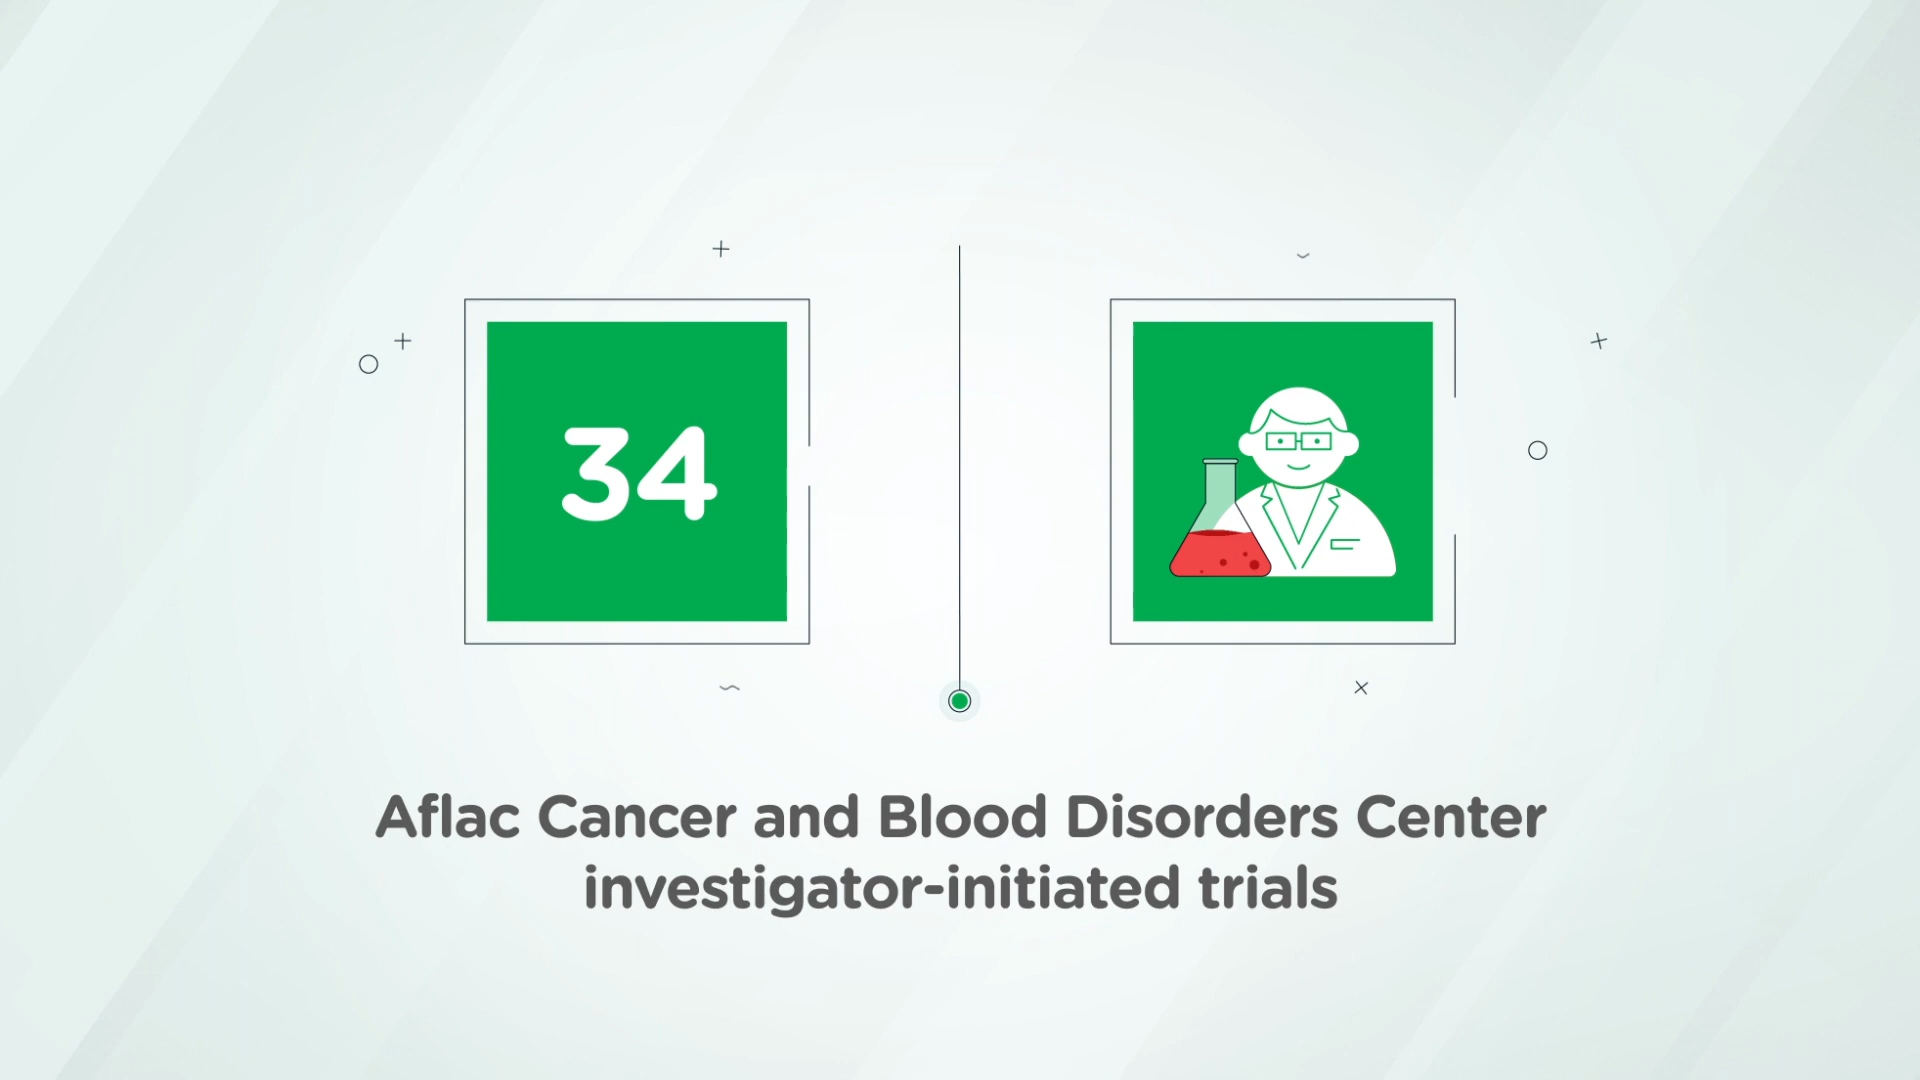 34
Aflac Cancer and Blood Disorders Center
investigator-initiated trials